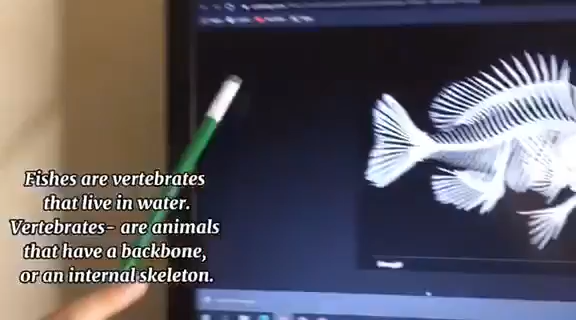 Fishes are vertebrates
that live in water.
Vertebrates- are animals
that have a backbone,
or an internal skeleton.